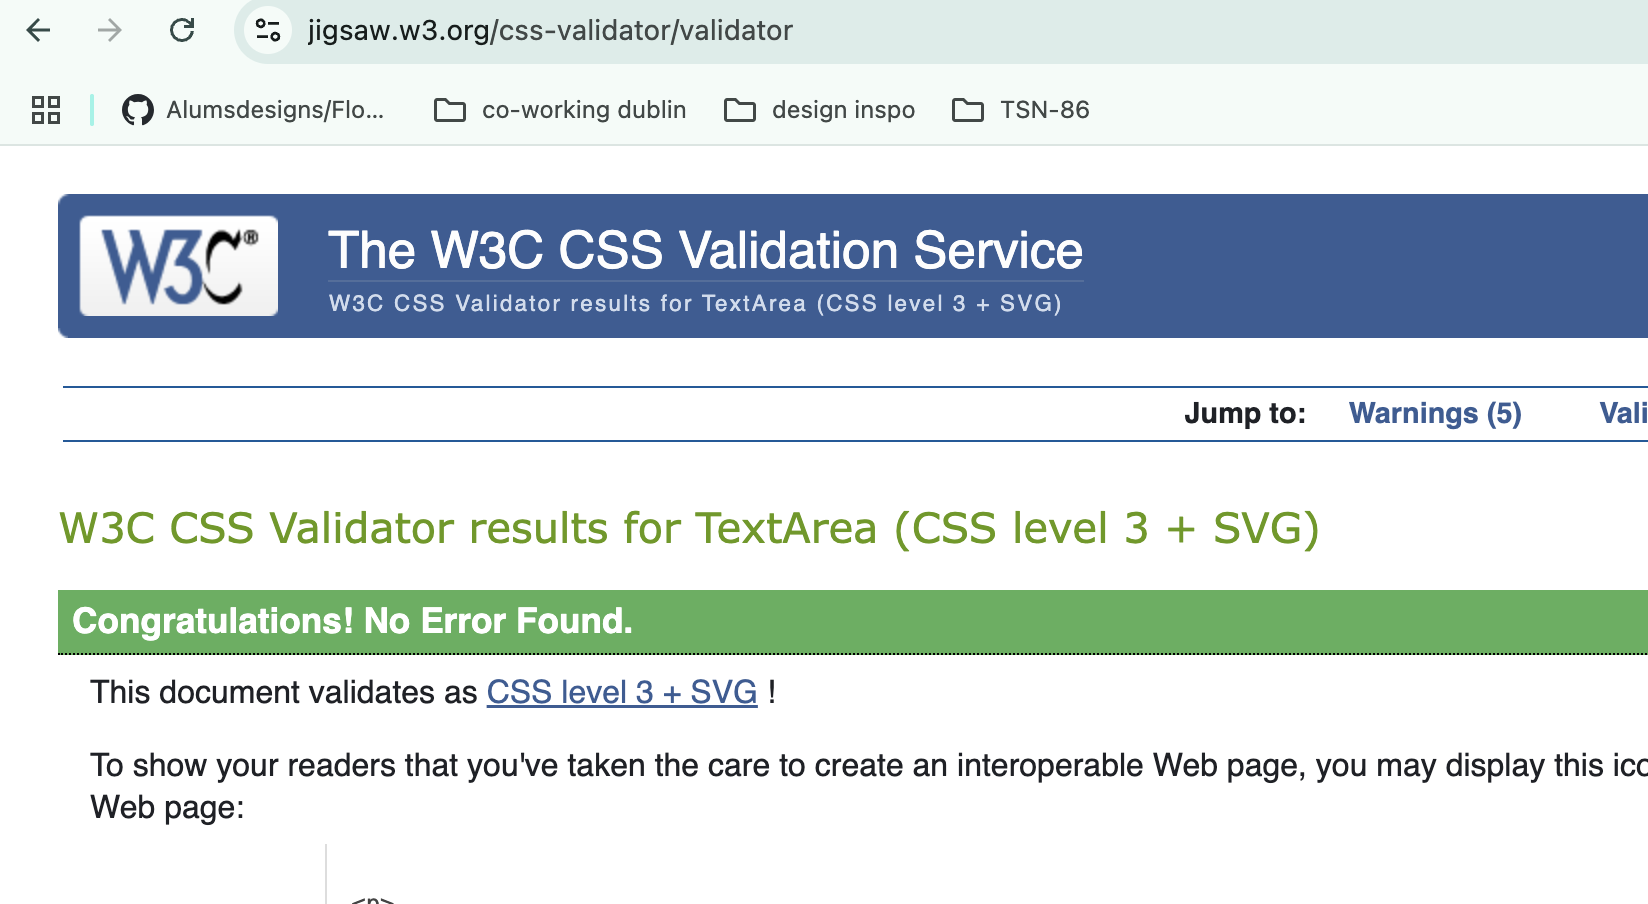 jigsaw.w3.org/css-validator/validator
Alumsdesigns/Flo... co-working dublin design inspo TSN-86
W3C® The W3C CSS Validation Service
W3C CSS Validator results for TextArea (CSS level 3 + SVG)
Jump to: Warnings (5) Vali
W3C CSS Validator results for TextArea (CSS level 3 + SVG)
Congratulations! No Error Found.
This document validates as CSS level 3 + SVG !
To show your readers that you've taken the care to create an interoperable Web page, you may display this ico
Web page:
<p>